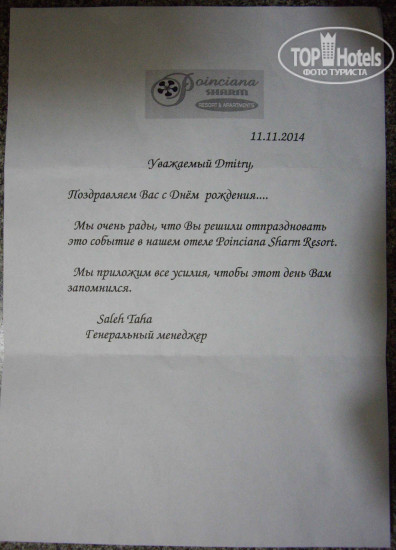 TOP Hotels
ФОТО ТУРИСТА
Poinciana
SHARM
RESORT & APARTMENTS
11.11.2014
Уважаемый Dmitry,
Поздравляем Вас с Днём рождения....
Мы очень рады, что Вы решили отпраздновать
это событие в нашем отеле Poinciana Sharm Resort.
Мы приложим все усилия, чтобы этот день Вам
запомнился.
Saleh Taha
Генеральный менеджер